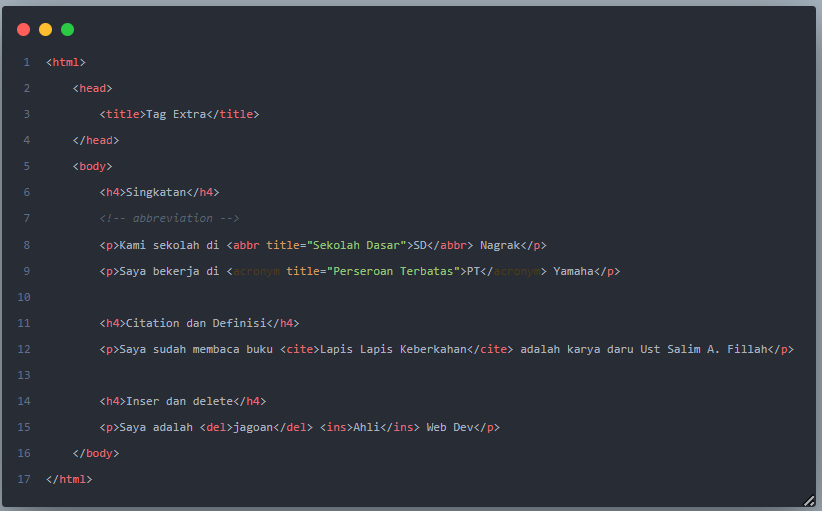 1 <html>
2     <head>
3         <title>Tag Extra</title>
4     </head>
5     <body>
6         <h4>Singkatan</h4>
7         <!-- abbreviation -->
8         <p>Kami sekolah di <abbr title="Sekolah Dasar">SD</abbr> Nagrak</p>
9         <p>Saya bekerja di <acronym title="Perseroan Terbatas">PT</acronym> Yamaha</p>
10
11         <h4>Citation dan Definisi</h4>
12         <p>Saya sudah membaca buku <cite>Lapis Lapis Keberkahan</cite> adalah karya daru Ust Salim A. Fillah</p>
13
14         <h4>Inser dan delete</h4>
15         <p>Saya adalah <del>jagoan</del> <ins>Ahli</ins> Web Dev</p>
16     </body>
17 </html>